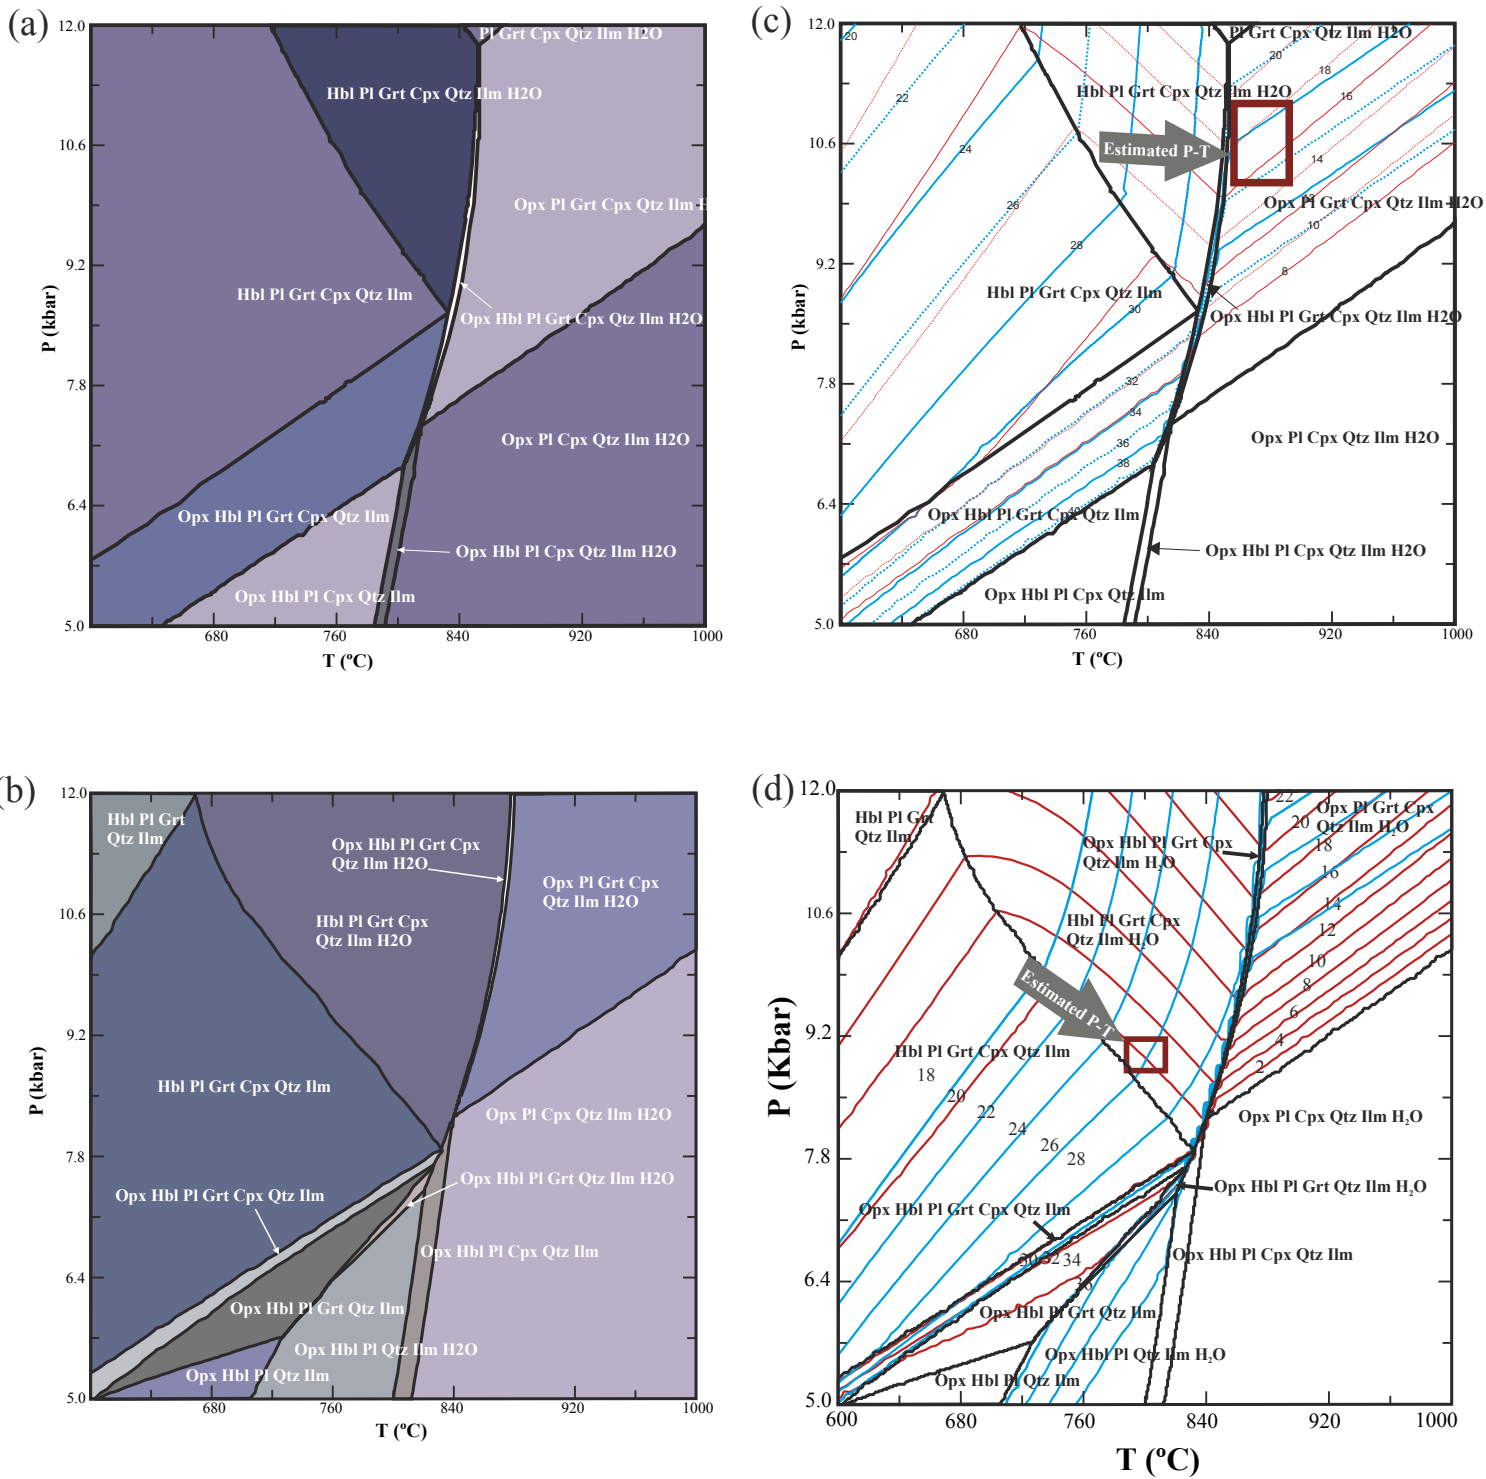 (a)
12.0
10.6
9.2
7.8
6.4
5.0
P (kbar)
680
760
840
920
1000
T (ºC)
Pl Grt Cpx Qtz Ilm H2O
Hbl Pl Grt Cpx Qtz Ilm H2O
Opx Pl Grt Cpx Qtz Ilm H
Hbl Pl Grt Cpx Qtz Ilm
Opx Hbl Pl Grt Cpx Qtz Ilm H2O
Opx Pl Cpx Qtz Ilm H2O
Opx Hbl Pl Grt Cpx Qtz Ilm
Opx Hbl Pl Cpx Qtz Ilm H2O
Opx Hbl Pl Cpx Qtz Ilm
(c)
12.0
10.6
9.2
7.8
6.4
5.0
P (kbar)
680
760
840
920
1000
T (ºC)
Pl Grt Cpx Qtz Ilm H2O
20
20
18
Hbl Pl Grt Cpx Qtz Ilm H2O
16
22
24
Estimated P-T
14
Opx Pl Grt Cpx Qtz Ilm H2O
26
10
28
8
Hbl Pl Grt Cpx Qtz Ilm
30
Opx Hbl Pl Grt Cpx Qtz Ilm H2O
32
34
36
Opx Pl Cpx Qtz Ilm H2O
38
40
Opx Hbl Pl Grt Cpx Qtz Ilm
Opx Hbl Pl Cpx Qtz Ilm H2O
Opx Hbl Pl Cpx Qtz Ilm
(b)
12.0
10.6
9.2
7.8
6.4
5.0
P (kbar)
680
760
840
920
1000
T (ºC)
Hbl Pl Grt
Qtz Ilm
Opx Hbl Pl Grt Cpx
Qtz Ilm H2O
Opx Pl Grt Cpx
Qtz Ilm H2O
Hbl Pl Grt Cpx
Qtz Ilm H2O
Hbl Pl Grt Cpx Qtz Ilm
Opx Pl Cpx Qtz Ilm H2O
Opx Hbl Pl Grt Qtz Ilm H2O
Opx Hbl Pl Grt Cpx Qtz Ilm
Opx Hbl Pl Cpx Qtz Ilm
Opx Hbl Pl Grt Qtz Ilm
Opx Hbl Pl Qtz Ilm H2O
Opx Hbl Pl Qtz Ilm
(d)
12.0
10.6
9.2
7.8
6.4
5.0
P (Kbar)
600
680
760
840
920
1000
T (ºC)
Hbl Pl Grt
Qtz Ilm
22
Opx Pl Grt Cpx
Qtz Ilm H2O
20
Opx Hbl Pl Grt Cpx
Qtz Ilm H2O
18
16
14
Hbl Pl Grt Cpx
Qtz Ilm H2O
12
10
Estimated P-T
8
6
4
2
Hbl Pl Grt Cpx Qtz Ilm
18
20
22
24
26
28
Opx Pl Cpx Qtz Ilm H2O
Opx Hbl Pl Grt Qtz Ilm H2O
Opx Hbl Pl Grt Cpx Qtz Ilm
30
32
34
36
Opx Hbl Pl Cpx Qtz Ilm
Opx Hbl Pl Grt Qtz Ilm
Opx Hbl Pl Qtz Ilm H2O
Opx Hbl Pl Qtz Ilm